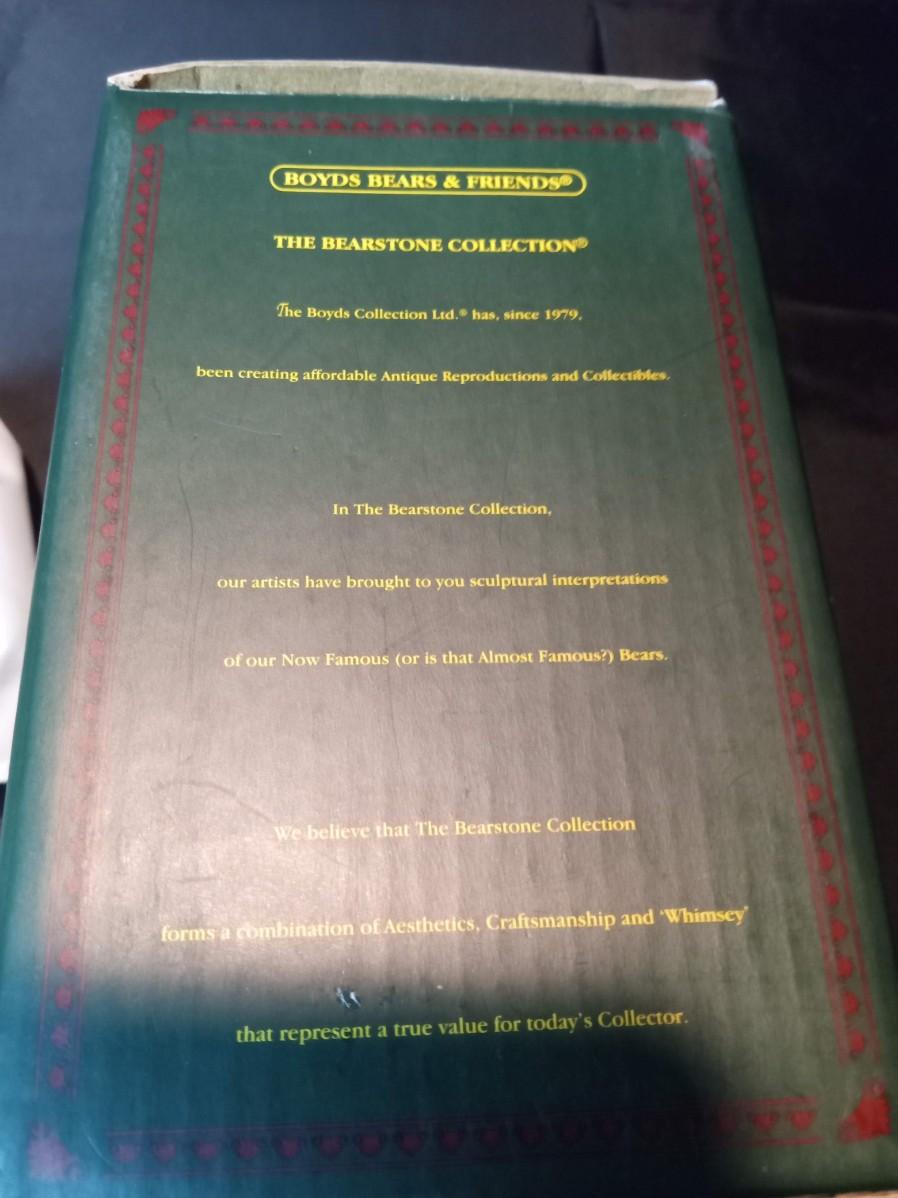 BOYDS BEARS & FRIENDS®
THE BEARSTONE COLLECTION®
The Boyds Collection Ltd.® has, since 1979,
been creating affordable Antique Reproductions and Collectibles.
In The Bearstone Collection,
our artists have brought to you sculptural interpretations
of our Now Famous (or is that Almost Famous?) Bears.
We believe that The Bearstone Collection
forms a combination of Aesthetics, Craftsmanship and 'Whimsey'
that represent a true value for today's Collector.